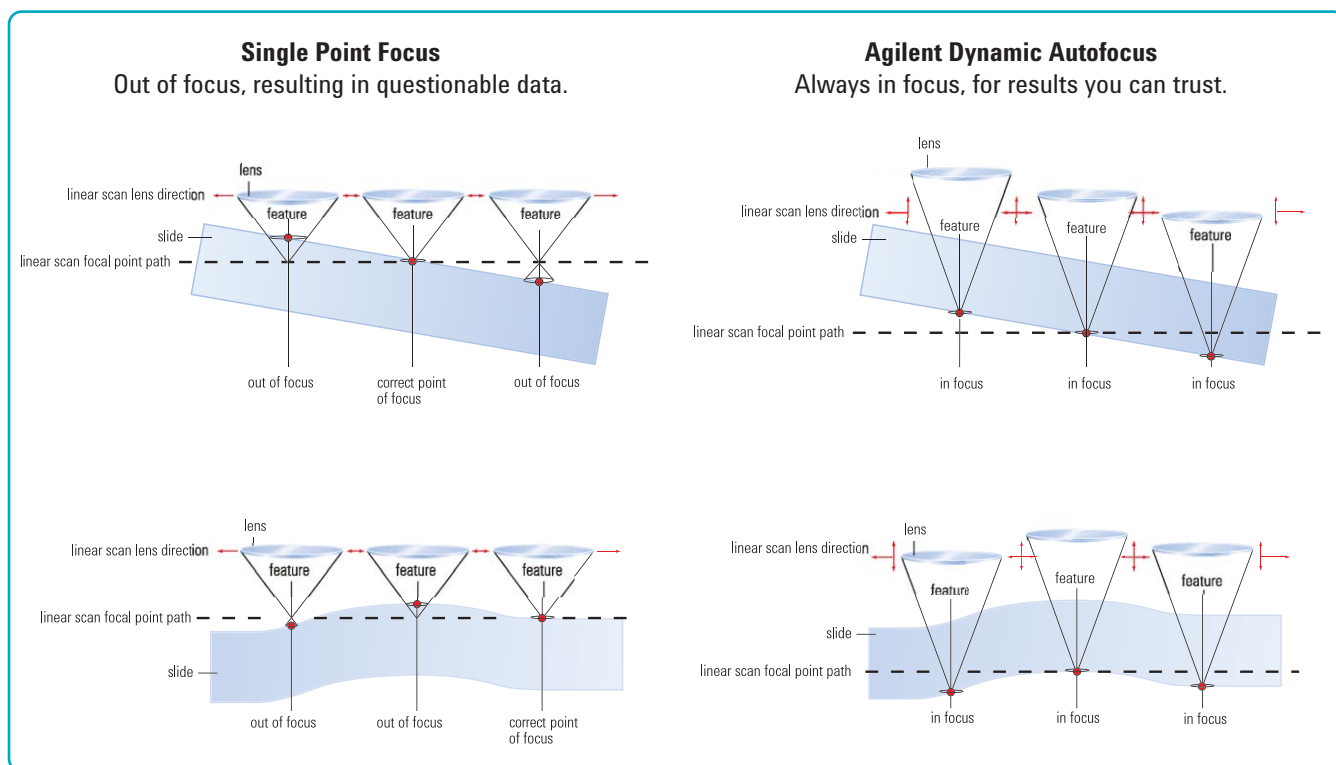 Single Point Focus
Out of focus, resulting in questionable data.
lens
linear scan lens direction
feature
feature
feature
slide
linear scan focal point path
out of focus
correct point
of focus
out of focus
Agilent Dynamic Autofocus
Always in focus, for results you can trust.
lens
linear scan lens direction
feature
feature
feature
slide
linear scan focal point path
in focus
in focus
in focus
lens
linear scan lens direction
feature
feature
feature
linear scan focal point path
slide
out of focus
out of focus
correct point
of focus
lens
linear scan lens direction
feature
feature
feature
slide
linear scan focal point path
in focus
in focus
in focus